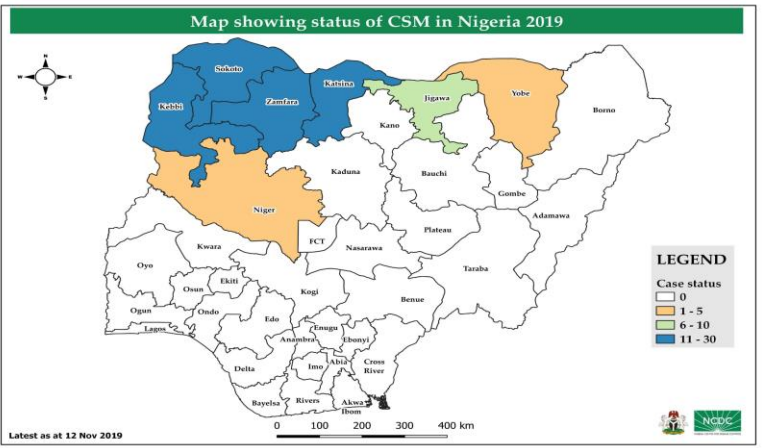 Map showing status of CSM in Nigeria 2019
N
W E
S
Sokoto
Katsina
Kebbi
Zamfara
Jigawa
Yobe
Borno
Kano
Kaduna
Bauchi
Gombe
Niger
Adamawa
Plateau
FCT
Nasarawa
Kwara
Taraba
Oyo
Ekiti
Osun
Kogi
Benue
Ogun
Ondo
Edo
Enugu
Lagos
Anambra
Ebonyi
Delta
Imo
Abia
Cross
River
Bayelsa
Rivers
Akwa
Ibom
LEGEND
Case status
0
1 - 5
6 - 10
11 - 30
0 100 200 300 400 km
Latest as at 12 Nov 2019
NCDC